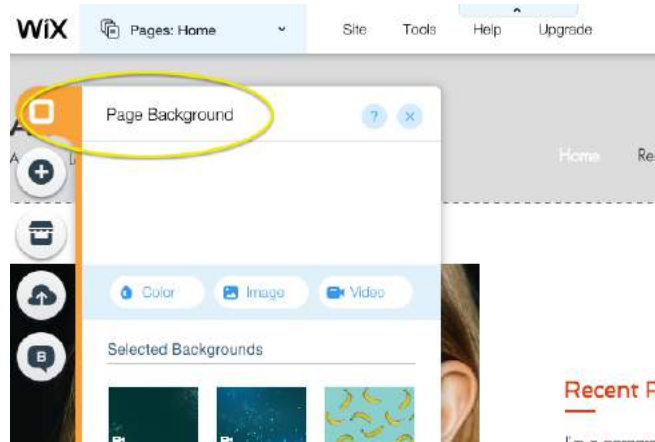 WiX Pages: Home Site Tools Help Upgrade
Page Background ?
Home
Color Image Video
B
Selected Backgrounds
Recent